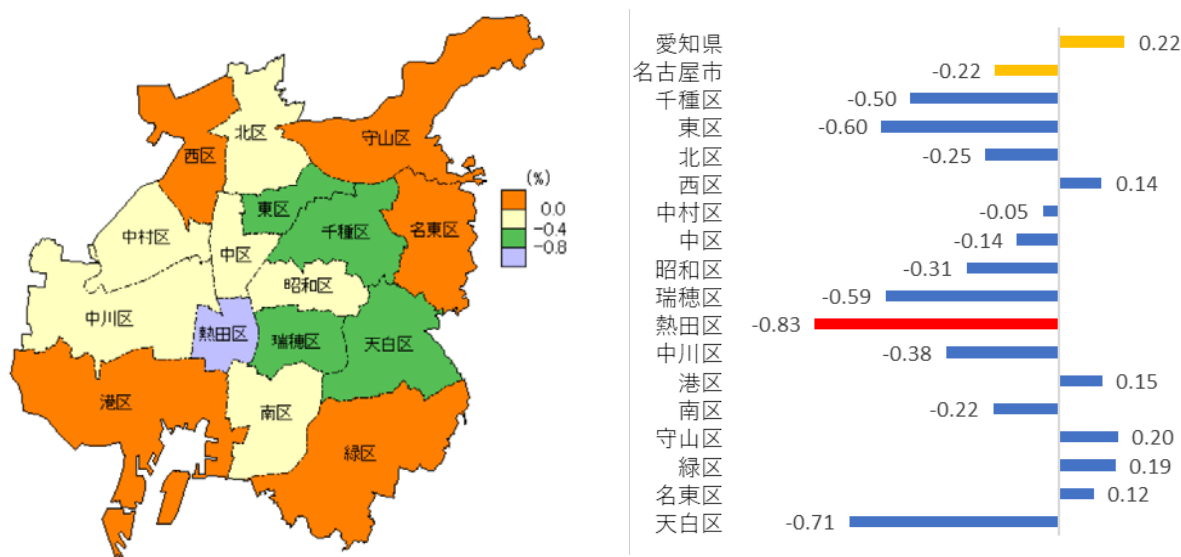 北区
守山区
西区
(%)
0.0
-0.4
-0.8
東区
名東区
千種区
中村区
中区
昭和区
中川区
熱田区
瑞穂区
天白区
港区
南区
緑区
愛知県 0.22
名古屋市 -0.22
千種区 -0.50
東区 -0.60
北区 -0.25
西区 0.14
中村区 -0.05
中区 -0.14
昭和区 -0.31
瑞穂区 -0.59
熱田区 -0.83
中川区 -0.38
港区 0.15
南区 -0.22
守山区 0.20
緑区 0.19
名東区 0.12
天白区 -0.71